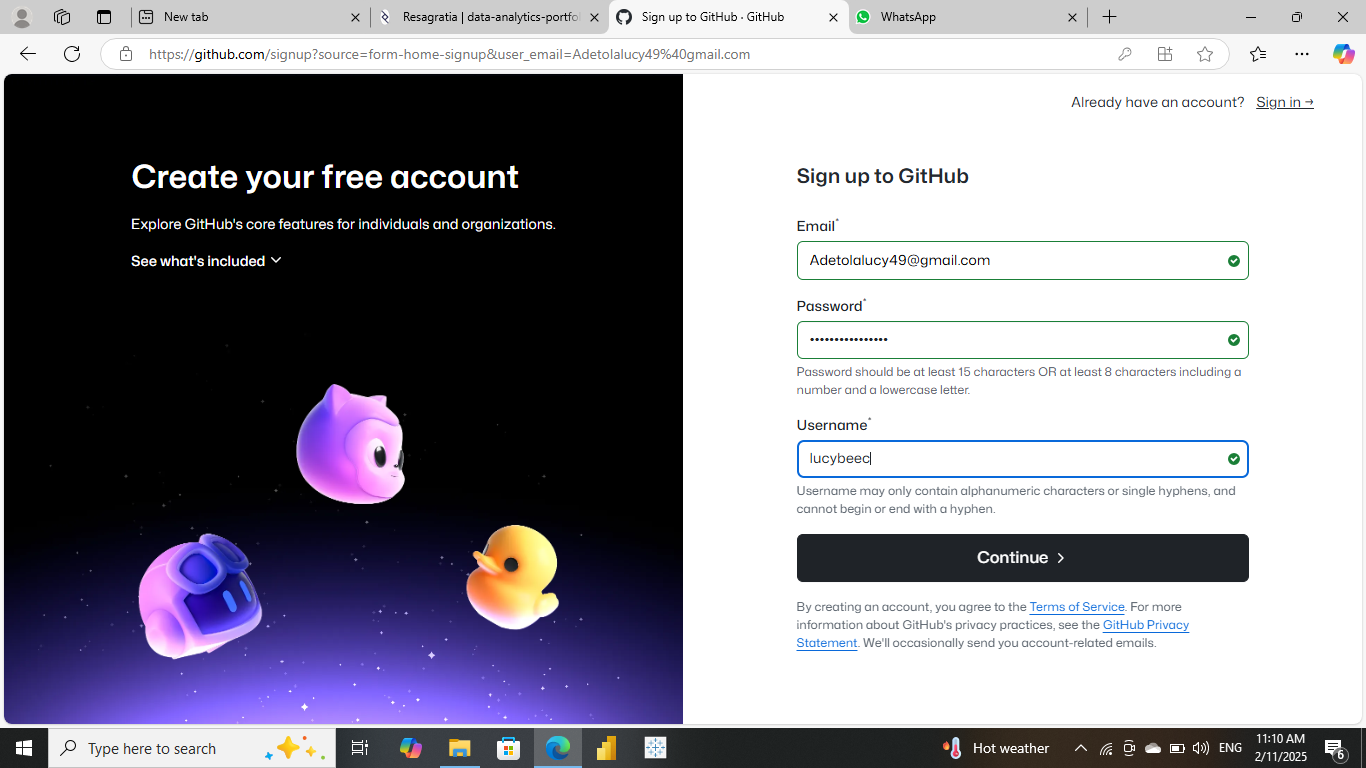 New tab
Resagratia | data-analytics-portfol
Sign up to GitHub · GitHub
WhatsApp
https://github.com/signup?source=form-home-signup&user_email=Adetolalucy49%40gmail.com
Already have an account? Sign in →
Create your free account
Explore GitHub's core features for individuals and organizations.
See what's included
Sign up to GitHub
Email*
Adetolalucy49@gmail.com
Password*
••••••••••••••••
Password should be at least 15 characters OR at least 8 characters including a
number and a lowercase letter.
Username*
lucybeec
Username may only contain alphanumeric characters or single hyphens, and
cannot begin or end with a hyphen.
Continue
By creating an account, you agree to the Terms of Service. For more
information about GitHub's privacy practices, see the GitHub Privacy
Statement. We'll occasionally send you account-related emails.
Type here to search
Hot weather
ENG
11:10 AM
2/11/2025
6